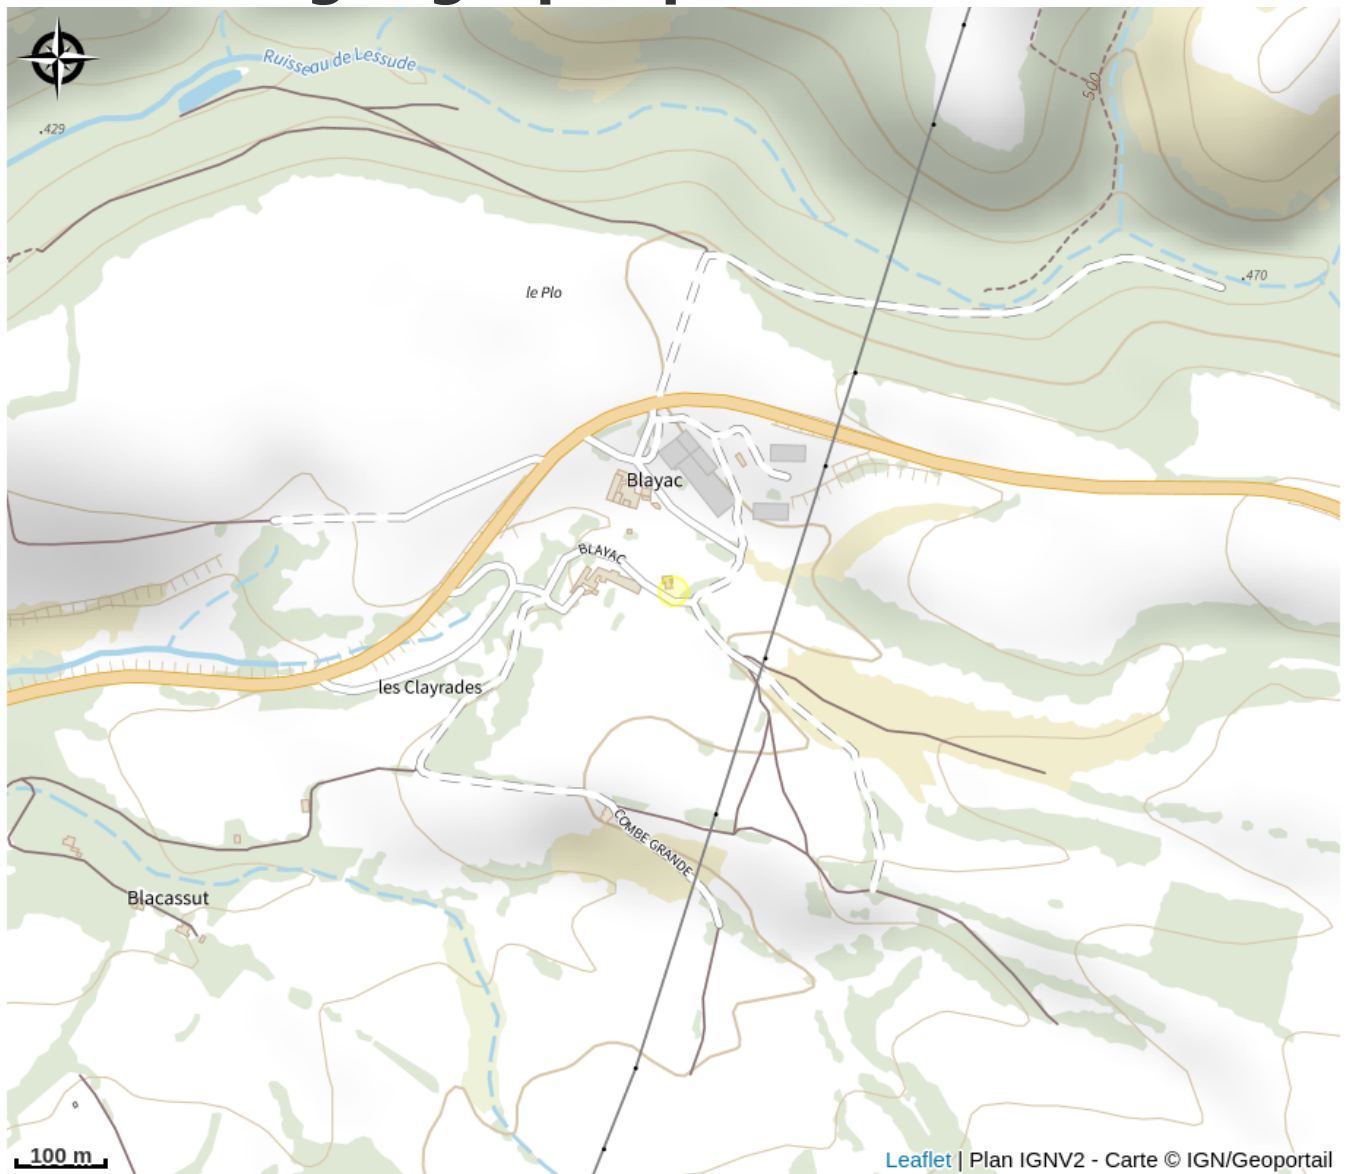 Ruisseau de Lessude
500
.429
.470
le Plo
Blayac
BLAYAC
les Clayrades
COMBE GRANDE
Blacassut
100 m
Leaflet | Plan IGNV2 - Carte © IGN/Geoportail